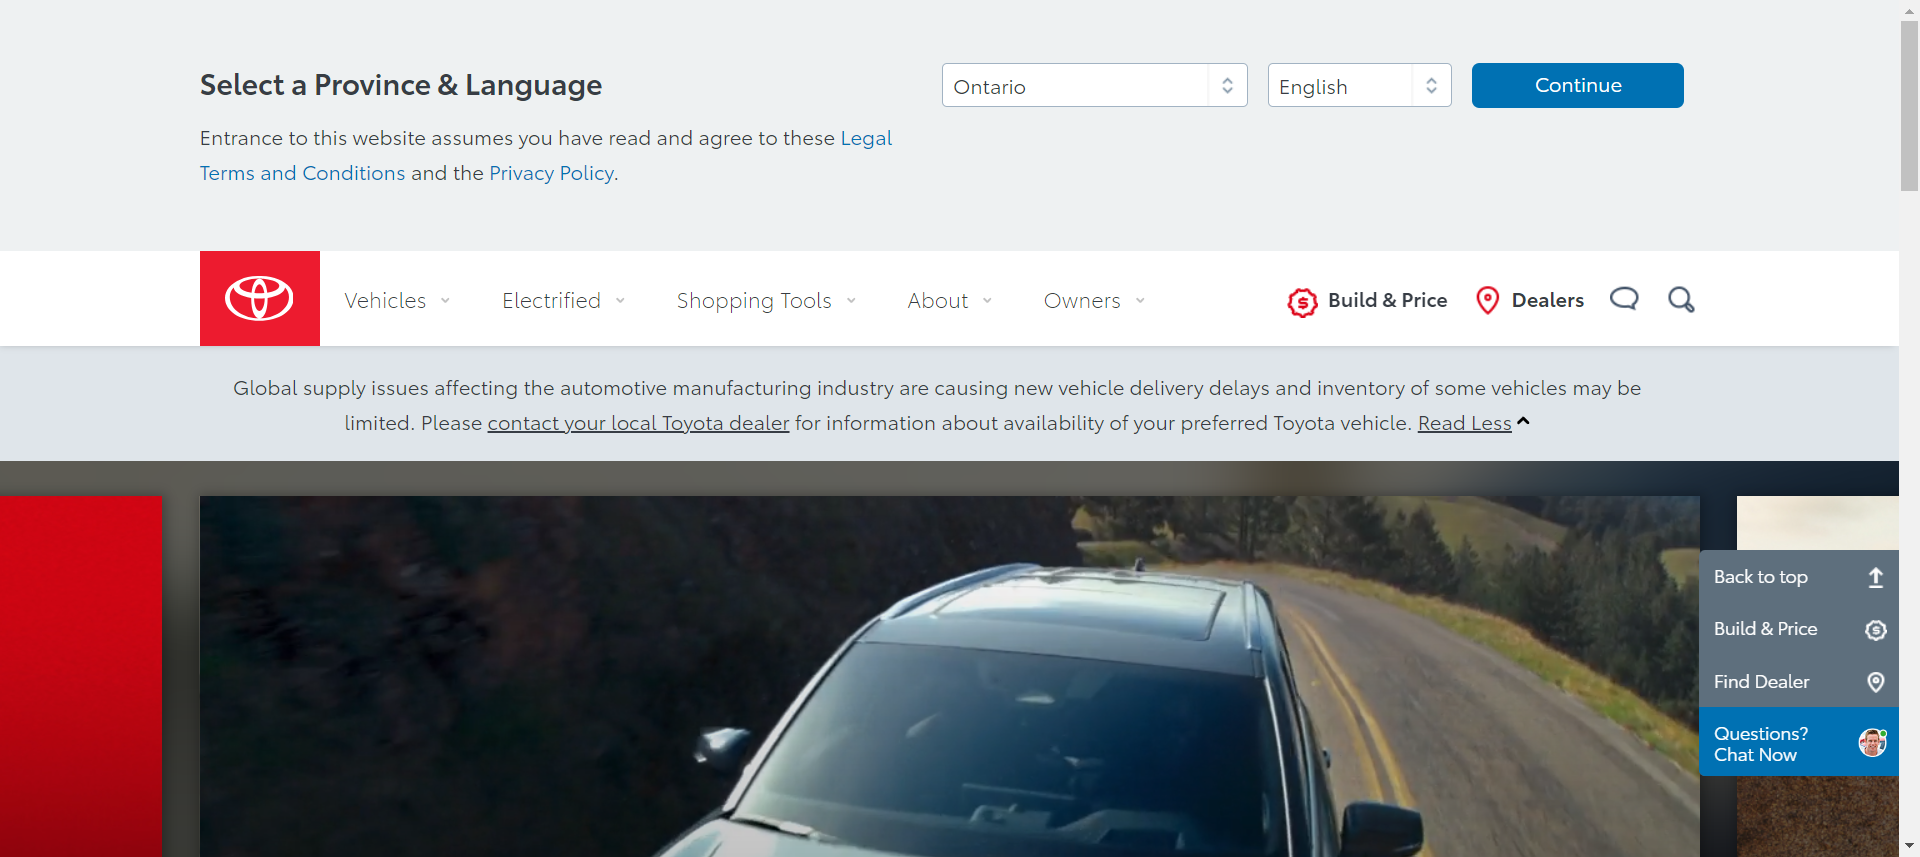 Select a Province & Language
Ontario
English
Continue
Entrance to this website assumes you have read and agree to these Legal
Terms and Conditions and the Privacy Policy.
Vehicles
Electrified
Shopping Tools
About
Owners
Build & Price
Dealers
Global supply issues affecting the automotive manufacturing industry are causing new vehicle delivery delays and inventory of some vehicles may be
limited. Please contact your local Toyota dealer for information about availability of your preferred Toyota vehicle. Read Less
Back to top
Build & Price
Find Dealer
Questions?
Chat Now